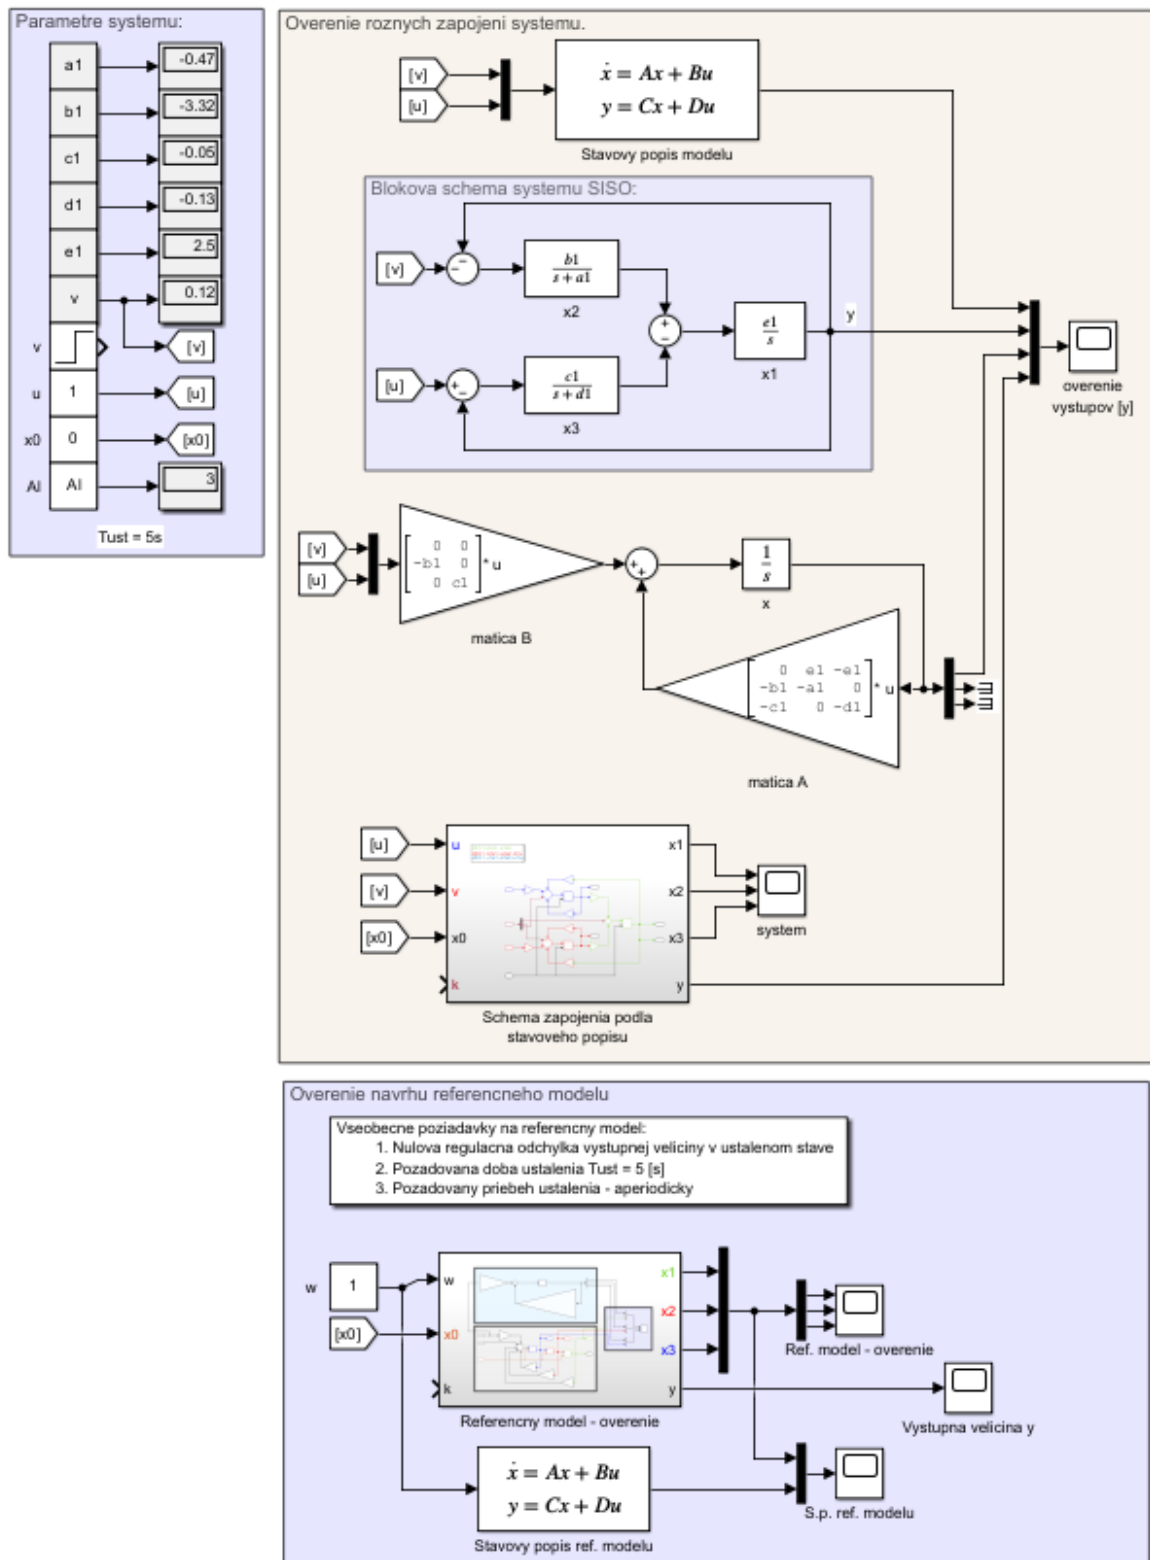 Parametre systemu:
a1
-0.47
b1
-3.32
c1
-0.05
d1
-0.13
e1
2.5
v
0.12
v
[v]
u
1
[u]
x0
0
[x0]
Al
Al
3
Tust = 5s
Overenie roznych zapojeni systemu.
[v]
[u]
ẋ = Ax + Bu
y = Cx + Du
Stavovy popis modelu
Blokova schema systemu SISO:
[v]
−
−
b1
s + a1
x2
+
−
e1
s
x1
y
[u]
+
−
c1
s + d1
x3
overenie
vystupov [y]
[v]
[u]
0 0
-b1 0 * u
0 c1
matica B
+
+
1
s
x
0 e1 -e1
-b1 -a1 0 * u
-c1 0 -d1
matica A
[u]
[v]
[x0]
u
v
x0
k
x1
x2
x3
y
system
Schema zapojenia podla
stavoveho popisu
Overenie navrhu referencneho modelu
Vseobecne poziadavky na referencny model:
1. Nulova regulacna odchylka vystupnej veliciny v ustalenom stave
2. Pozadovana doba ustalenia Tust = 5 [s]
3. Pozadovany priebeh ustalenia - aperiodicky
w
1
[x0]
w
x0
k
x1
x2
x3
y
Referencny model - overenie
Ref. model - overenie
Vystupna velicina y
ẋ = Ax + Bu
y = Cx + Du
Stavovy popis ref. modelu
S.p. ref. modelu